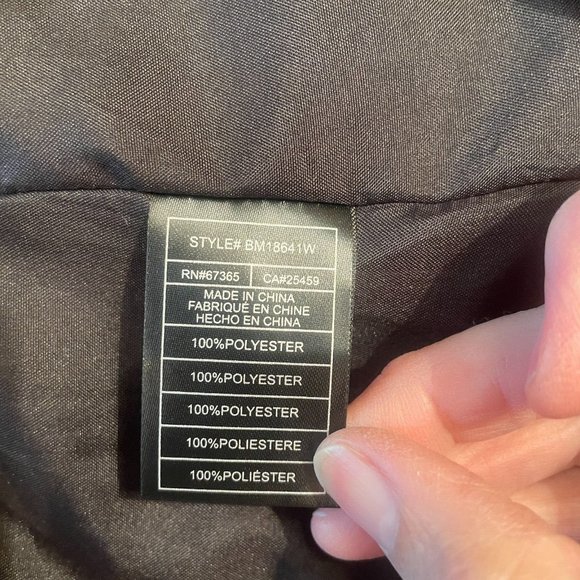 STYLE# BM18641W
RN#67365 CA#25459
MADE IN CHINA
FABRIQUÉ EN CHINE
HECHO EN CHINA
100%POLYESTER
100%POLYESTER
100%POLYESTER
100%POLIESTERE
100%POLIÉSTER